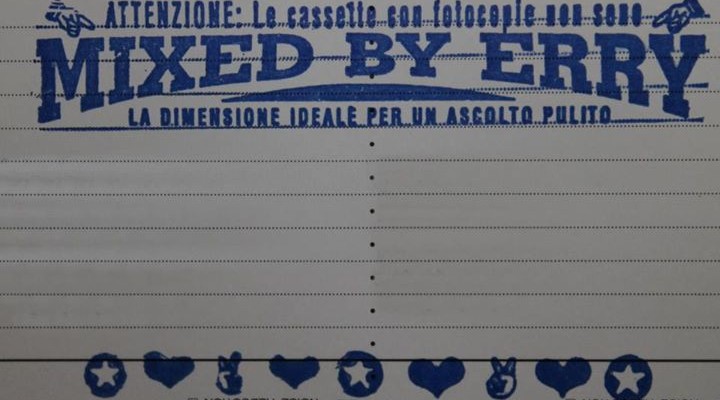 ATTENZIONE: Le cassette con fotocopie non sono
MIXED BY ERRY
LA DIMENSIONE IDEALE PER UN ASCOLTO PULITO